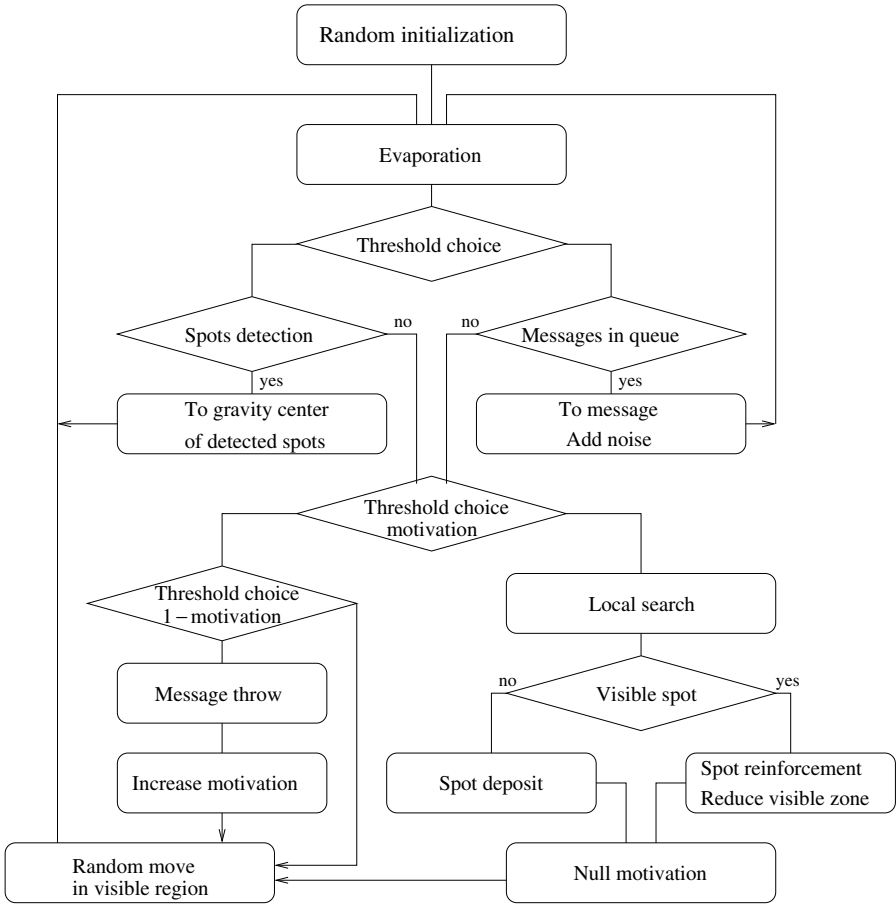 Random initialization
Evaporation
Threshold choice
Spots detection
no
no
Messages in queue
yes
yes
To gravity center
of detected spots
To message
Add noise
Threshold choice
motivation
Threshold choice
1 – motivation
Local search
Message throw
no
Visible spot
yes
Increase motivation
Spot deposit
Spot reinforcement
Reduce visible zone
Random move
in visible region
Null motivation